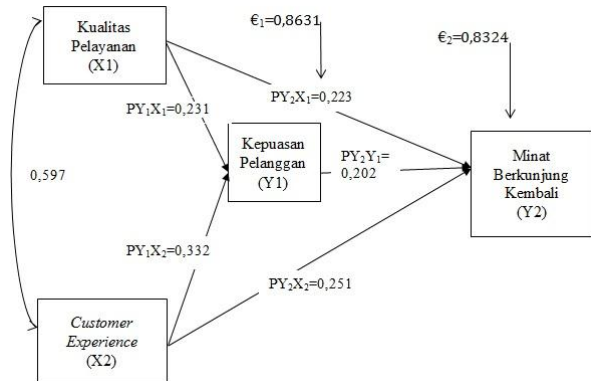 Kualitas
Pelayanan
(X1)
€₁=0,8631
€₂=0,8324
PY₁X₁=0,231
PY₂X₁=0,223
Kepuasan
Pelanggan
(Y1)
PY₂Y₁=
0,202
Minat
Berkunjung
Kembali
(Y2)
0,597
PY₁X₂=0,332
PY₂X₂=0,251
Customer
Experience
(X2)